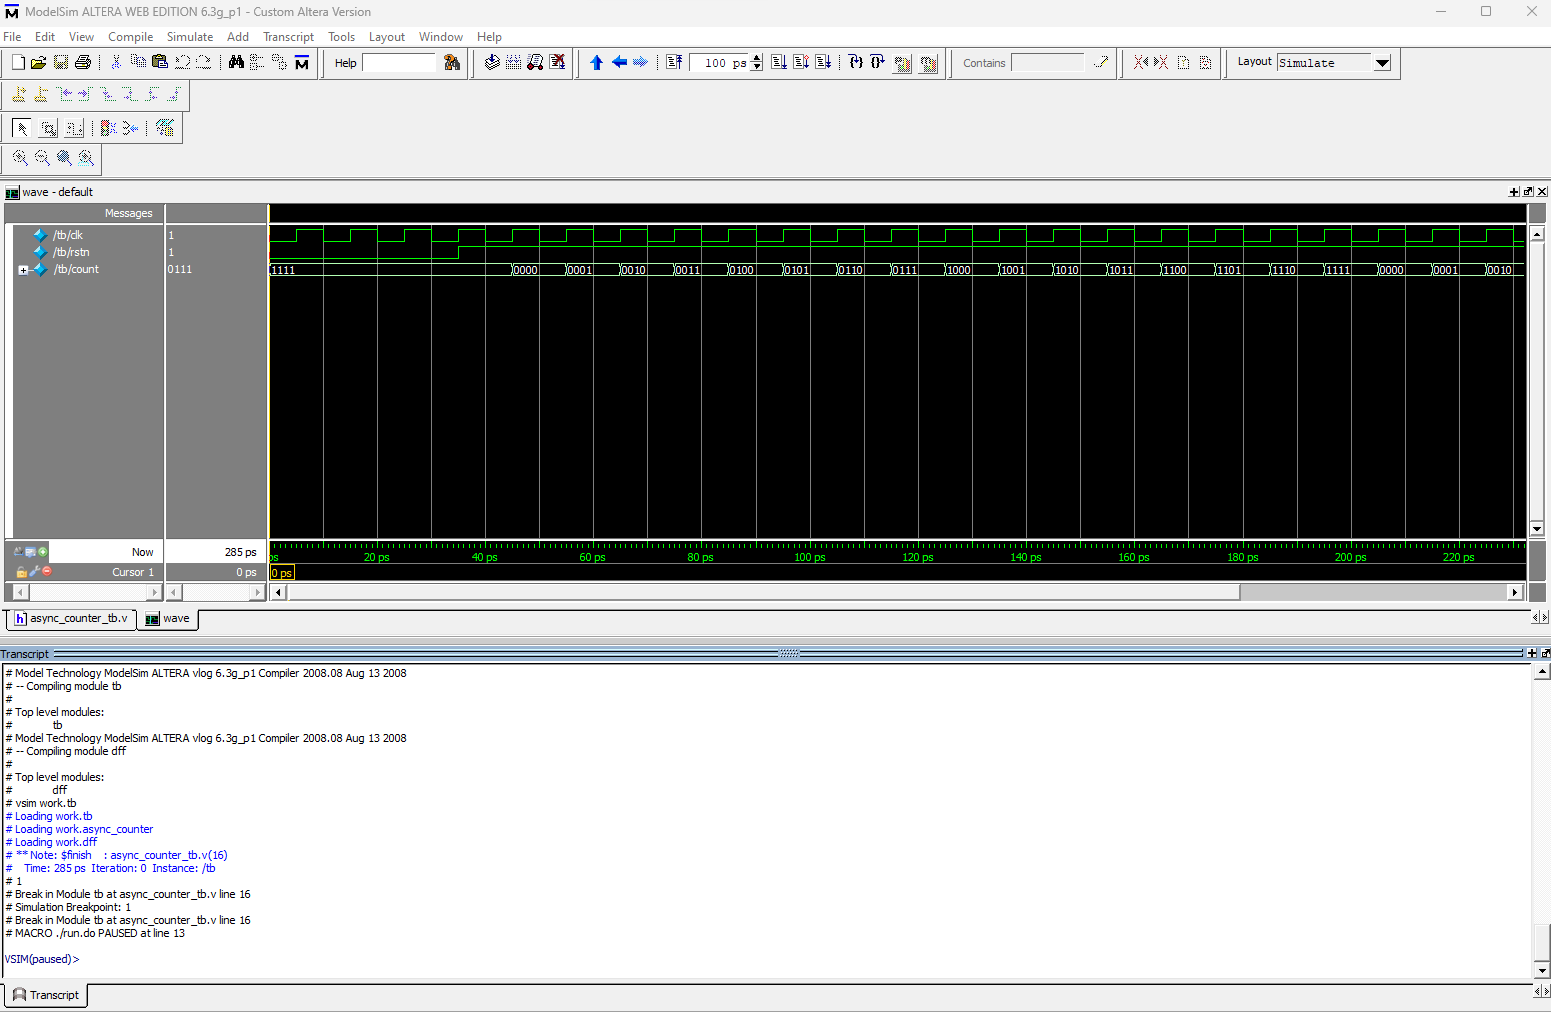 ModelSim ALTERA WEB EDITION 6.3g_p1 - Custom Altera Version
File Edit View Compile Simulate Add Transcript Tools Layout Window Help
Help 100 ps Contains Layout Simulate
wave - default
Messages
/tb/clk 1
/tb/rstn 1
/tb/count 0111 1111 0000 0001 0010 0011 0100 0101 0110 0111 1000 1001 1010 1011 1100 1101 1110 1111 0000 0001 0010
Now 285 ps ps 20 ps 40 ps 60 ps 80 ps 100 ps 120 ps 140 ps 160 ps 180 ps 200 ps 220 ps
Cursor 1 0 ps 0 ps
async_counter_tb.v wave
Transcript
# Model Technology ModelSim ALTERA vlog 6.3g_p1 Compiler 2008.08 Aug 13 2008
# -- Compiling module tb
#
# Top level modules:
# tb
# Model Technology ModelSim ALTERA vlog 6.3g_p1 Compiler 2008.08 Aug 13 2008
# -- Compiling module dff
#
# Top level modules:
# dff
# vsim work.tb
# Loading work.tb
# Loading work.async_counter
# Loading work.dff
# ** Note: $finish : async_counter_tb.v(16)
# Time: 285 ps Iteration: 0 Instance: /tb
# 1
# Break in Module tb at async_counter_tb.v line 16
# Simulation Breakpoint: 1
# Break in Module tb at async_counter_tb.v line 16
# MACRO ./run.do PAUSED at line 13
VSIM(paused)>
Transcript